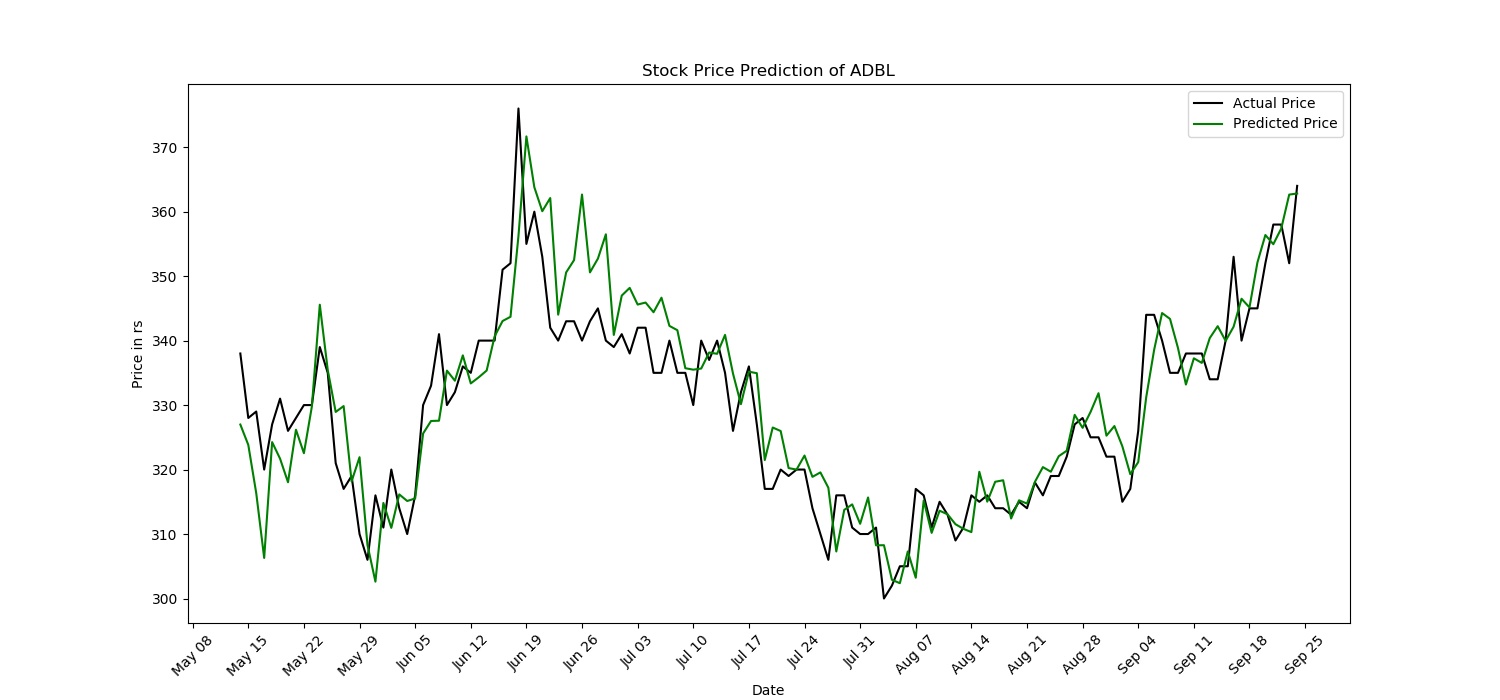 Stock Price Prediction of ADBL
Actual Price
Predicted Price
Price in rs
370
360
350
340
330
320
310
300
May 08
May 15
May 22
May 29
Jun 05
Jun 12
Jun 19
Jun 26
Jul 03
Jul 10
Jul 17
Jul 24
Jul 31
Aug 07
Aug 14
Aug 21
Aug 28
Sep 04
Sep 11
Sep 18
Sep 25
Date